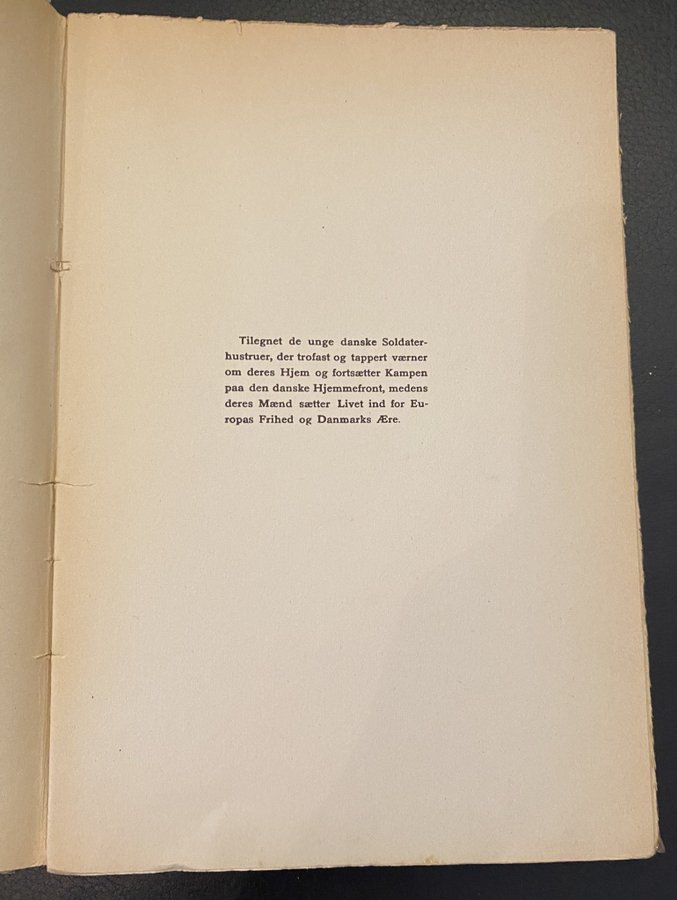 Tilegnet de unge danske Soldater-
hustruer, der trofast og tappert værner
om deres Hjem og fortsætter Kampen
paa den danske Hjemmefront, medens
deres Mænd sætter Livet ind for Eu-
ropas Frihed og Danmarks Ære.